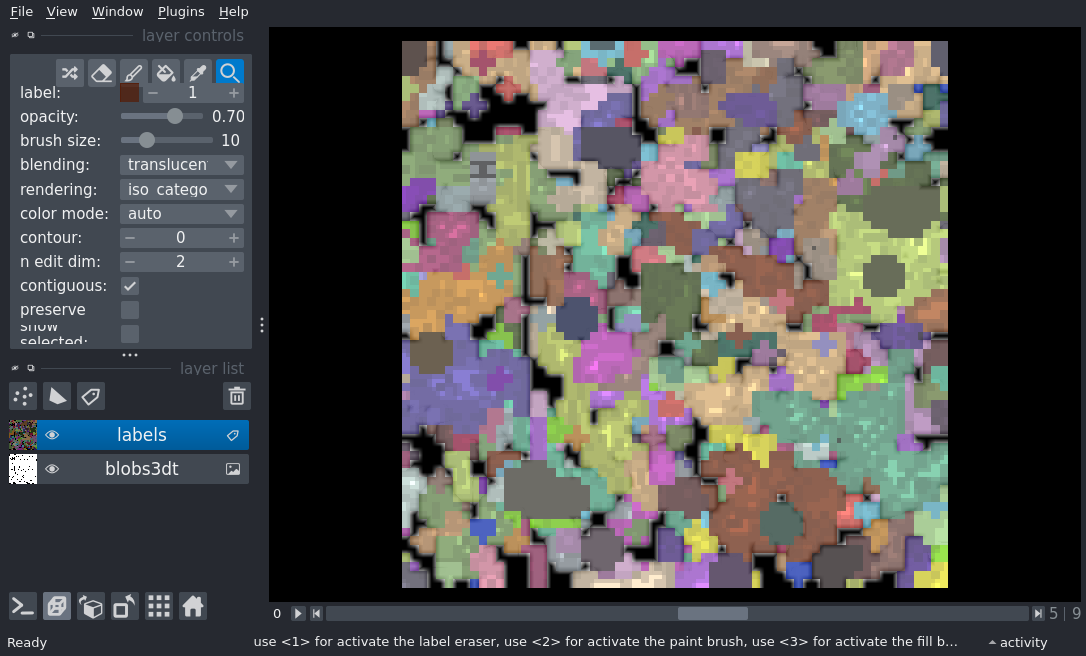 File View Window Plugins Help
layer controls
label: 1
opacity: 0.70
brush size: 10
blending: translucen
rendering: iso_catego
color mode: auto
contour: 0
n edit dim: 2
contiguous:
preserve
show
selected:
layer list
labels
blobs3dt
0 5 | 9
Ready use <1> for activate the label eraser, use <2> for activate the paint brush, use <3> for activate the fill b... activity